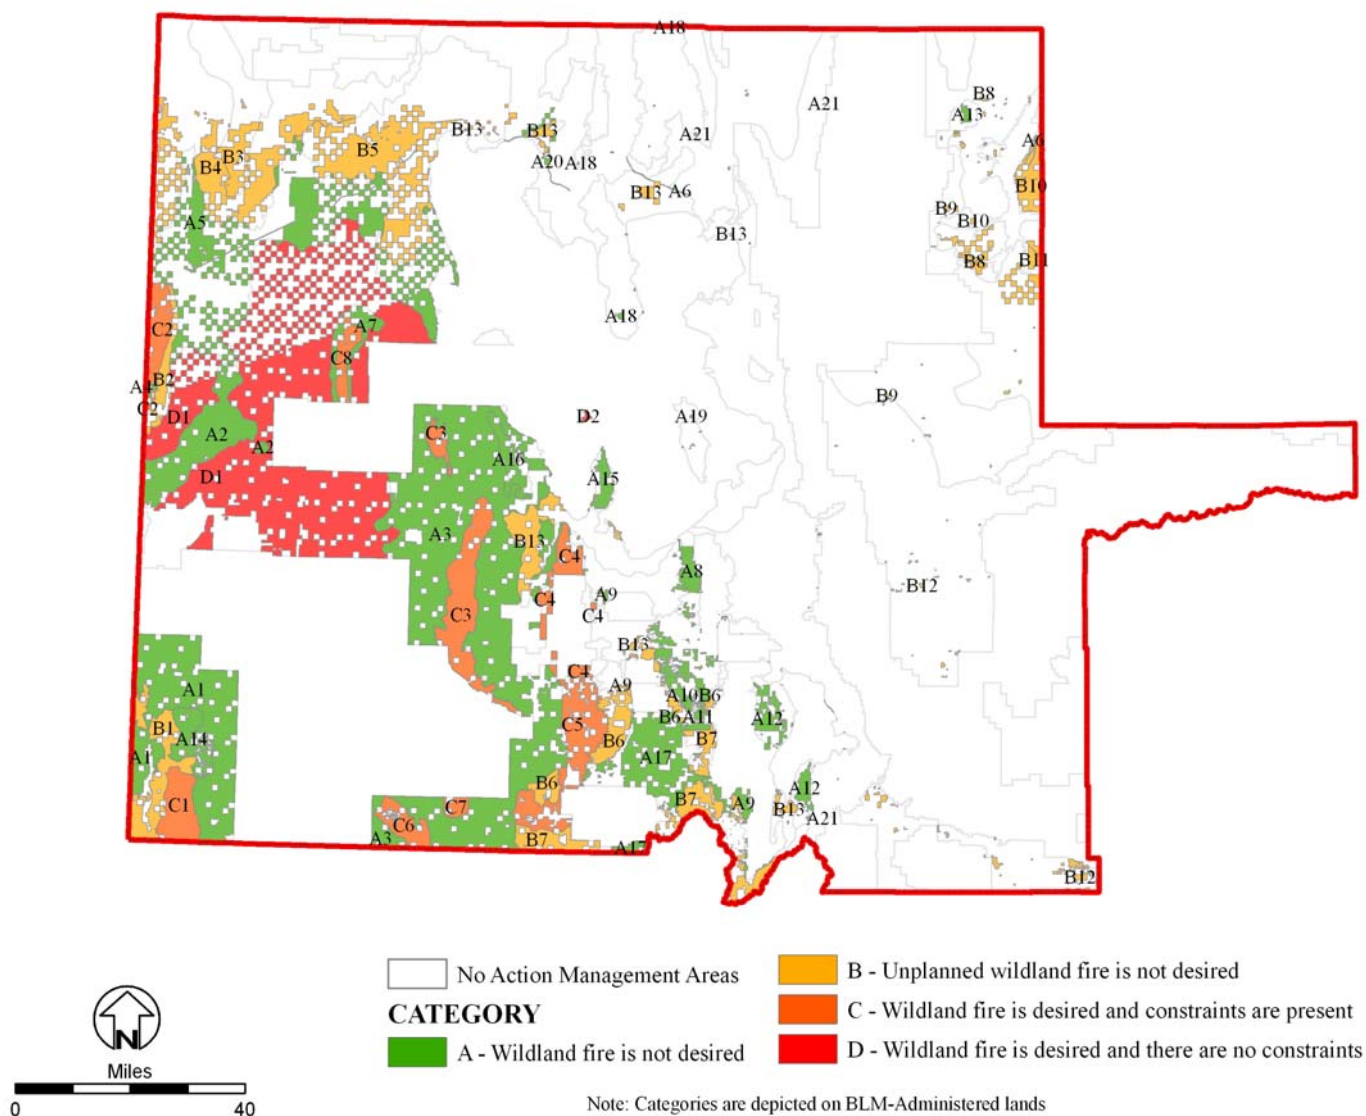 A18
B8
A21
A13
B13
B13
A21
A6
B5
B3
B4
A20
A18
B10
B13
A6
B9
A5
B10
B13
B8
B11
A18
C2
A7
C8
B2
A4
B9
C2
D1
D2
A19
A2
C3
A2
A16
D1
A15
A3
B13
C4
A8
B12
A9
C4
C4
C3
B13
C4
A9
A1
A10
B6
B6
A11
A12
C5
B1
A14
B6
B7
A1
A17
B6
A12
B7
A9
C1
C7
B13
A21
C6
A3
B7
A17
B12
No Action Management Areas
CATEGORY
A - Wildland fire is not desired
B - Unplanned wildland fire is not desired
C - Wildland fire is desired and constraints are present
D - Wildland fire is desired and there are no constraints
N
Miles
0
40
Note: Categories are depicted on BLM-Administered lands